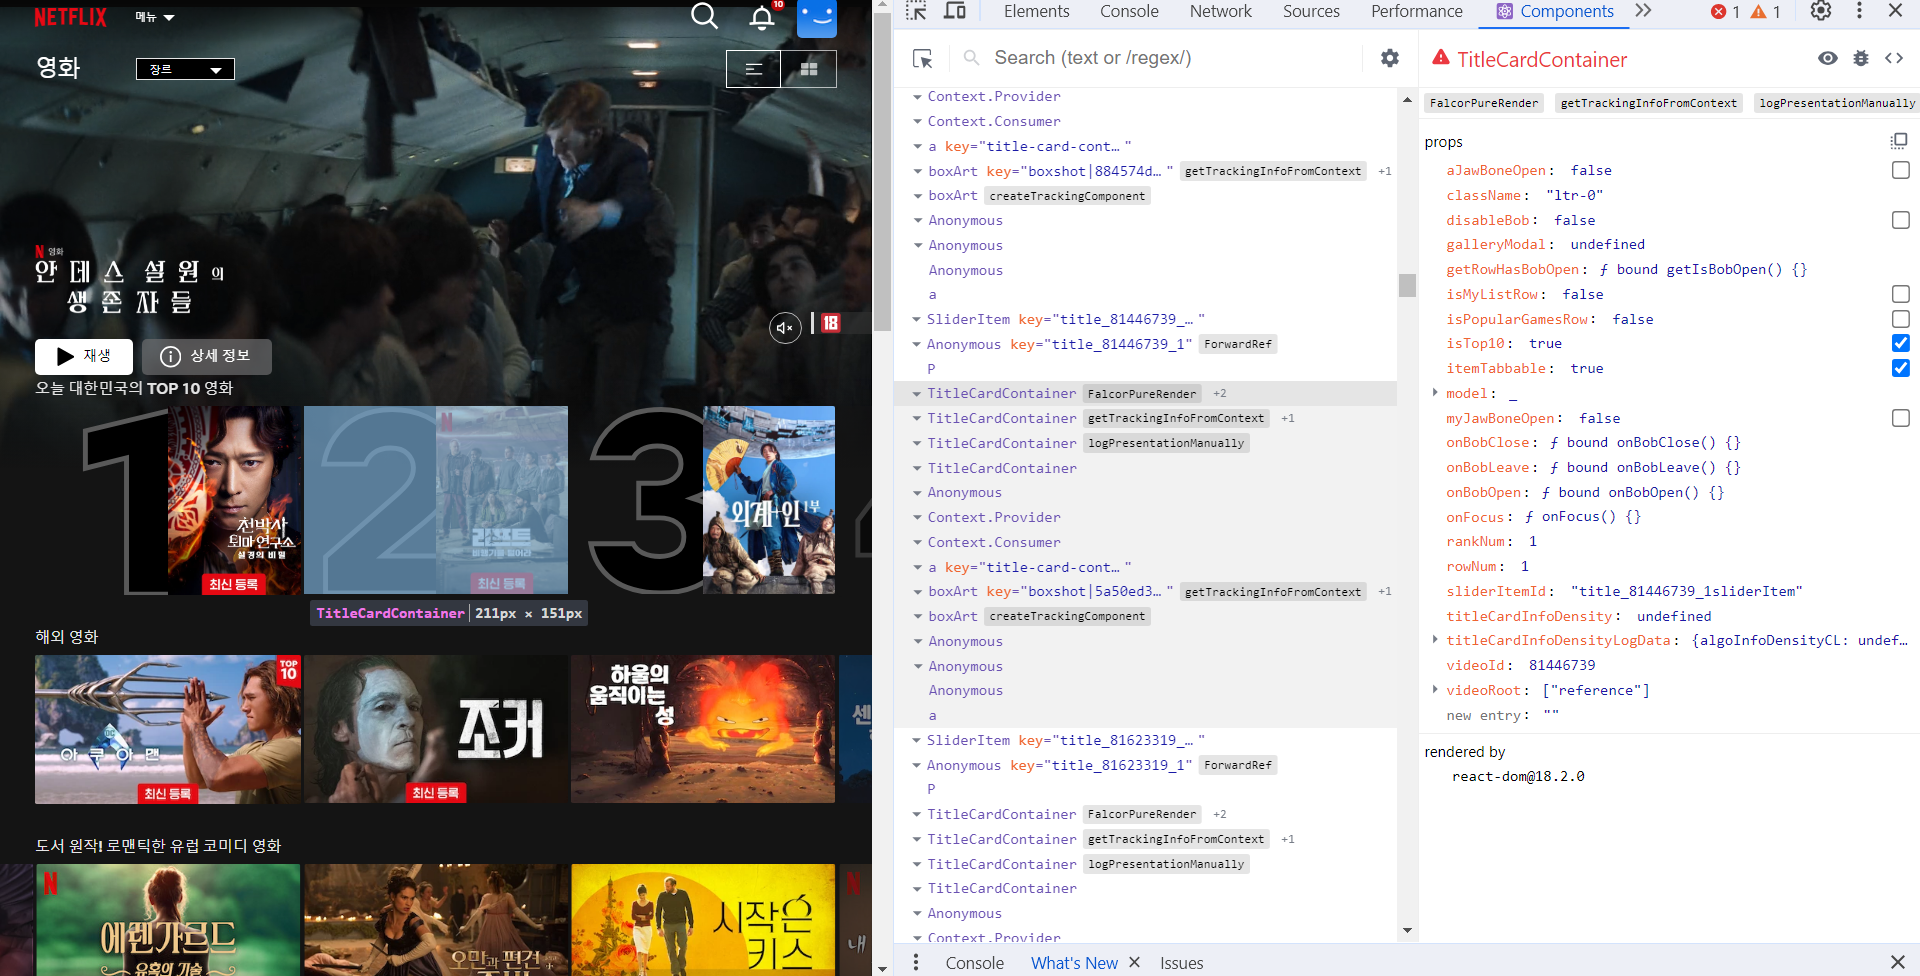 NETFLIX
메뉴
10
영화
장르
N 영화
안데스 설원의
생존자들
18
재생
상세 정보
오늘 대한민국의 TOP 10 영화
1
천박사
퇴마 연구소
설경의 비밀
최신 등록
2
리프트
비행기를 털어라
최신 등록
3
외계+인 1부
TitleCardContainer 211px × 151px
해외 영화
TOP
10
아쿠아맨
최신 등록
조커
최신 등록
하울의
움직이는
성
센
도서 원작! 로맨틱한 유럽 코미디 영화
N
에멘가르드
유혹의 기술
오만과 편견
시작은
키스
N
내
Elements
Console
Network
Sources
Performance
Components
1
1
Search (text or /regex/)
Context.Provider
Context.Consumer
a key="title-card-cont… "
boxArt key="boxshot|884574d… " getTrackingInfoFromContext +1
boxArt createTrackingComponent
Anonymous
Anonymous
Anonymous
a
SliderItem key="title_81446739_… "
Anonymous key="title_81446739_1" ForwardRef
P
TitleCardContainer FalcorPureRender +2
TitleCardContainer getTrackingInfoFromContext +1
TitleCardContainer logPresentationManually
TitleCardContainer
Anonymous
Context.Provider
Context.Consumer
a key="title-card-cont… "
boxArt key="boxshot|5a50ed3… " getTrackingInfoFromContext +1
boxArt createTrackingComponent
Anonymous
Anonymous
Anonymous
a
SliderItem key="title_81623319_… "
Anonymous key="title_81623319_1" ForwardRef
P
TitleCardContainer FalcorPureRender +2
TitleCardContainer getTrackingInfoFromContext +1
TitleCardContainer logPresentationManually
TitleCardContainer
Anonymous
Context.Provider
TitleCardContainer
FalcorPureRender getTrackingInfoFromContext logPresentationManually
props
aJawBoneOpen: false
className: "ltr-0"
disableBob: false
galleryModal: undefined
getRowHasBobOpen: ƒ bound getIsBobOpen() {}
isMyListRow: false
isPopularGamesRow: false
isTop10: true
itemTabbable: true
model: _
myJawBoneOpen: false
onBobClose: ƒ bound onBobClose() {}
onBobLeave: ƒ bound onBobLeave() {}
onBobOpen: ƒ bound onBobOpen() {}
onFocus: ƒ onFocus() {}
rankNum: 1
rowNum: 1
sliderItemId: "title_81446739_1sliderItem"
titleCardInfoDensity: undefined
titleCardInfoDensityLogData: {algoInfoDensityCL: undef…
videoId: 81446739
videoRoot: ["reference"]
new entry: ""
rendered by
react-dom@18.2.0
Console
What's New
Issues